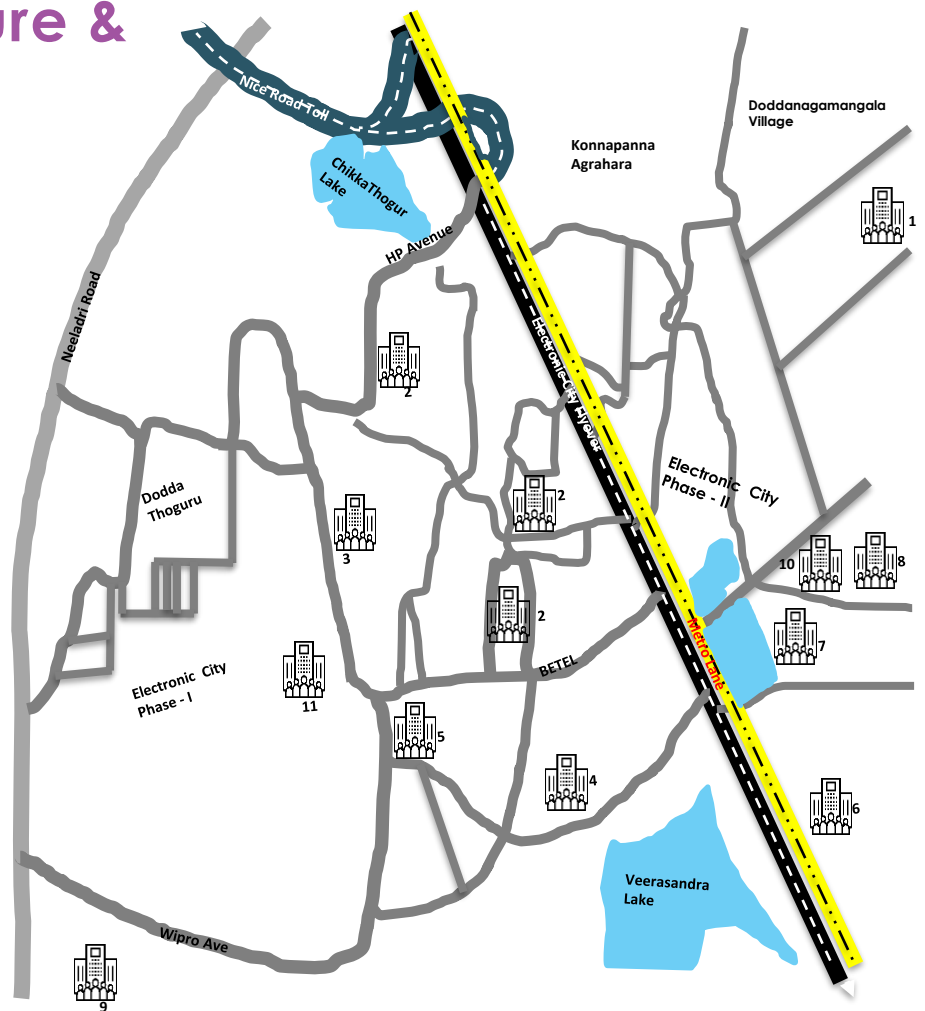 ure &
Nice Road Toll
Doddanagamangala
Village
Konnapanna
Agrahara
ChikkaThogur
Lake
1
HP Avenue
Neeladri Road
Electronic City Flyover
2
Electronic City
Phase - II
Dodda
Thoguru
2
3
10
8
2
7
Metro Lane
BETEL
Electronic City
Phase - I
11
5
4
6
Veerasandra
Lake
Wipro Ave
9